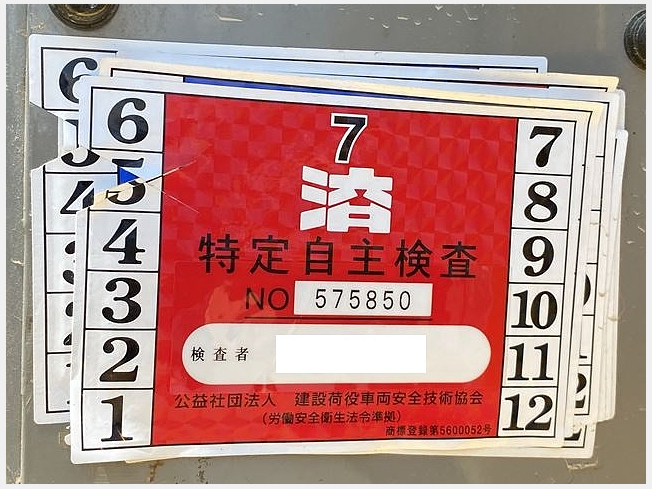 6
5
4
3
2
1
7
済
特定自主検査
NO 575850
検査者
公益社団法人 建設荷役車両安全技術協会
(労働安全衛生法令準拠)
商標登録第5600052号
7
8
9
10
11
12